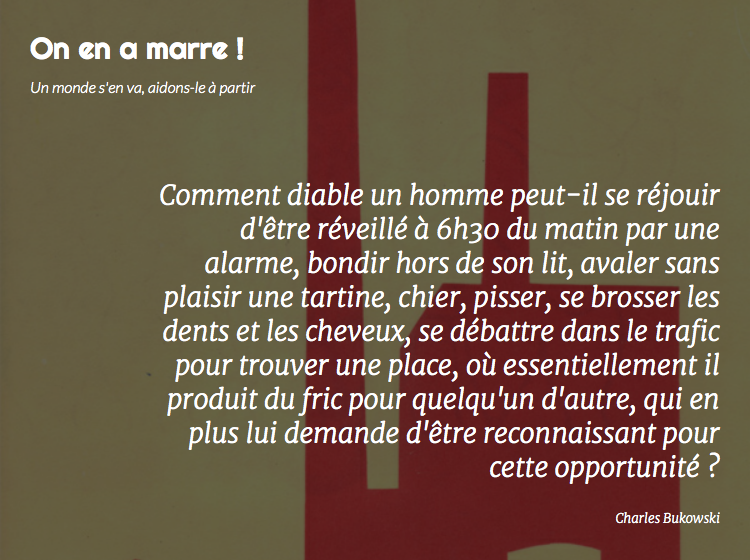 On en a marre !
Un monde s'en va, aidons-le à partir
Comment diable un homme peut-il se réjouir
d'être réveillé à 6h30 du matin par une
alarme, bondir hors de son lit, avaler sans
plaisir une tartine, chier, pisser, se brosser les
dents et les cheveux, se débattre dans le trafic
pour trouver une place, où essentiellement il
produit du fric pour quelqu'un d'autre, qui en
plus lui demande d'être reconnaissant pour
cette opportunité ?
Charles Bukowski